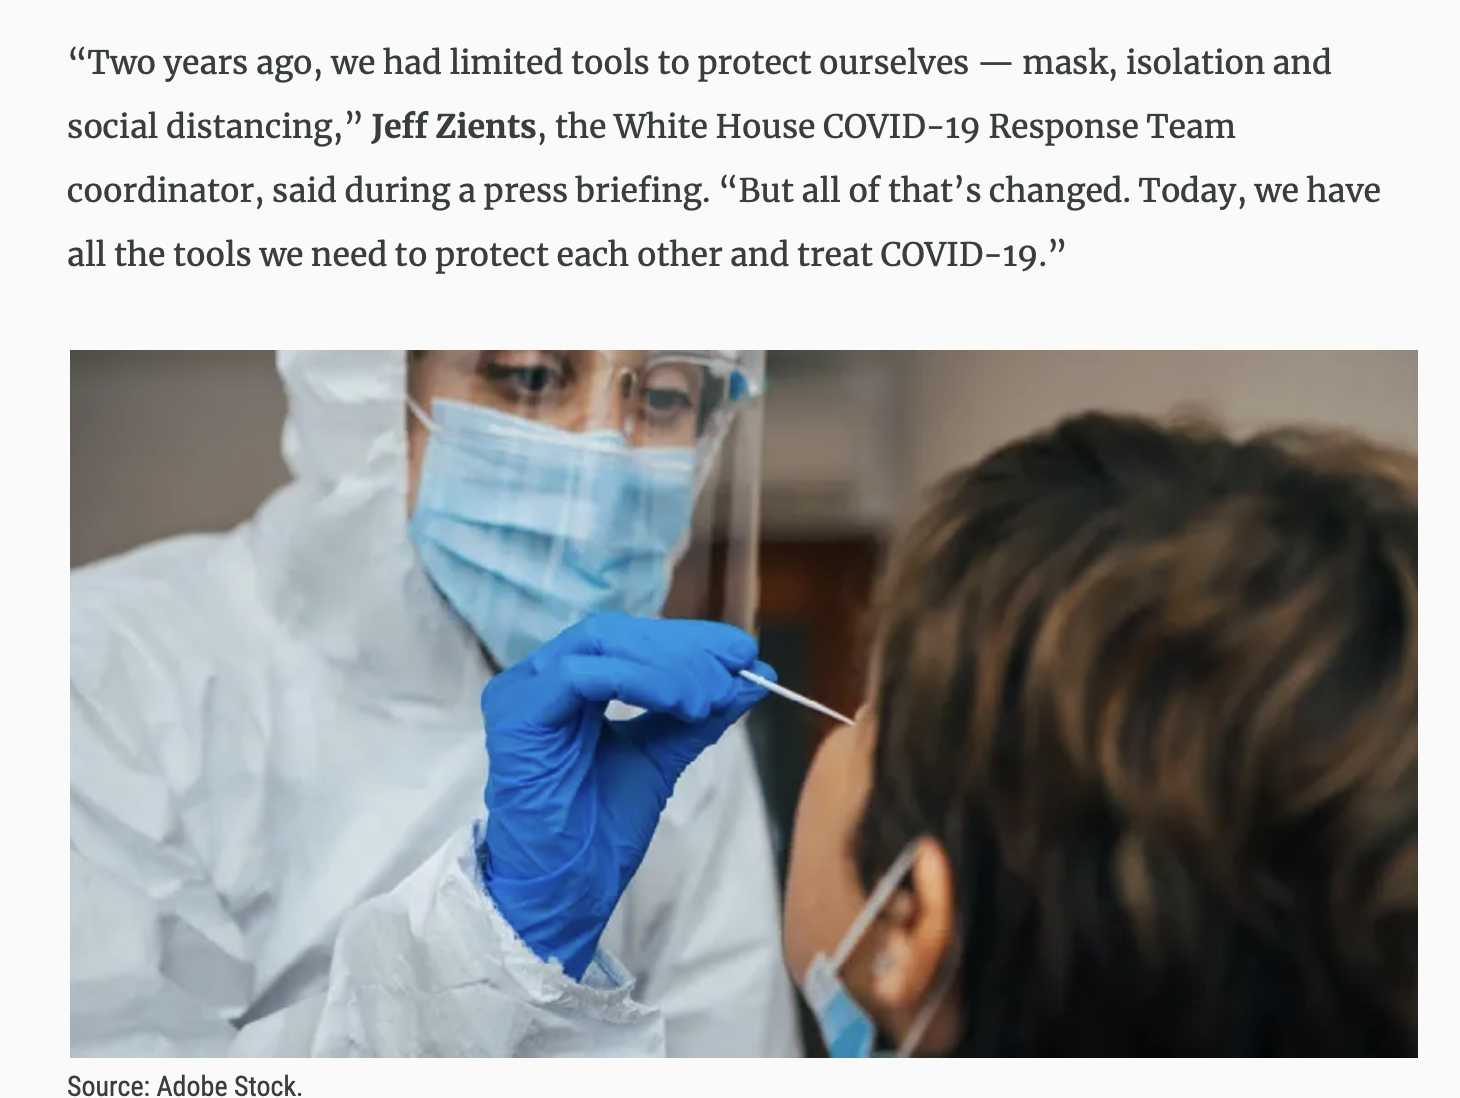 “Two years ago, we had limited tools to protect ourselves — mask, isolation and
social distancing,” Jeff Zients, the White House COVID-19 Response Team
coordinator, said during a press briefing. “But all of that’s changed. Today, we have
all the tools we need to protect each other and treat COVID-19.”
Source: Adobe Stock.